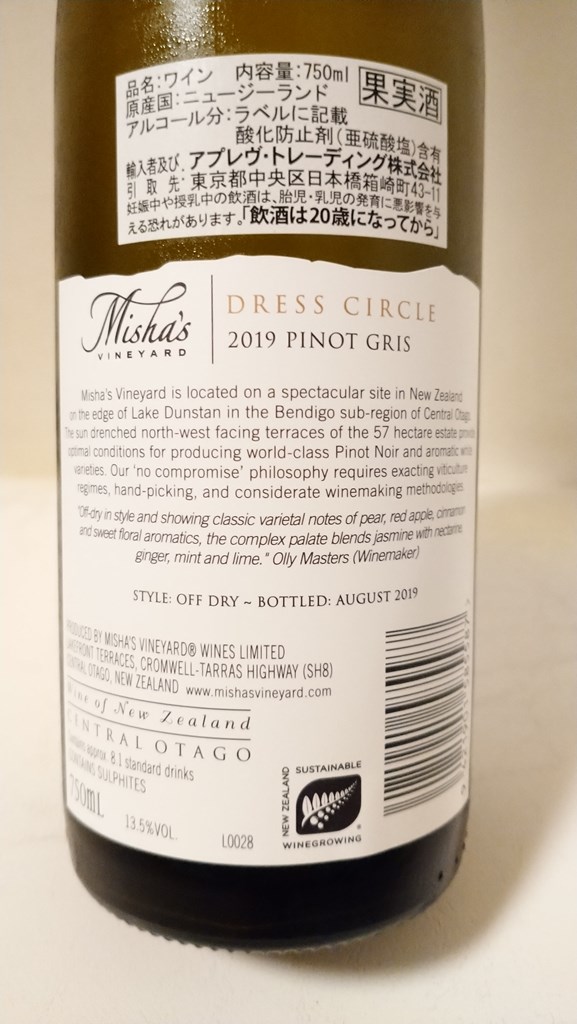 品名:ワイン 内容量:750ml
果実酒
原産国:ニュージーランド
アルコール分:ラベルに記載
酸化防止剤(亜硫酸塩)含有
輸入者及び アプレヴ・トレーディング株式会社
引取先:東京都中央区日本橋箱崎町43-11
妊娠中や授乳中の飲酒は、胎児・乳児の発育に悪影響を与
える恐れがあります。「飲酒は20歳になってから」
Misha's
VINEYARD
DRESS CIRCLE
2019 PINOT GRIS
Misha's Vineyard is located on a spectacular site in New Zealand
on the edge of Lake Dunstan in the Bendigo sub-region of Central Otago.
The sun drenched north-west facing terraces of the 57 hectare estate provide
optimal conditions for producing world-class Pinot Noir and aromatic white
varieties. Our 'no compromise' philosophy requires exacting viticulture
regimes, hand-picking, and considerate winemaking methodologies.
"Off-dry in style and showing classic varietal notes of pear, red apple, cinnamon
and sweet floral aromatics, the complex palate blends jasmine with nectarine,
ginger, mint and lime." Olly Masters (Winemaker)
STYLE: OFF DRY ~ BOTTLED: AUGUST 2019
PRODUCED BY MISHA'S VINEYARD® WINES LIMITED
LAKEFRONT TERRACES, CROMWELL-TARRAS HIGHWAY (SH8)
CENTRAL OTAGO, NEW ZEALAND www.mishasvineyard.com
Wine of New Zealand
CENTRAL OTAGO
Contains approx. 8.1 standard drinks
CONTAINS SULPHITES
750mL
13.5%VOL.
L0028
NEW ZEALAND
SUSTAINABLE
WINEGROWING